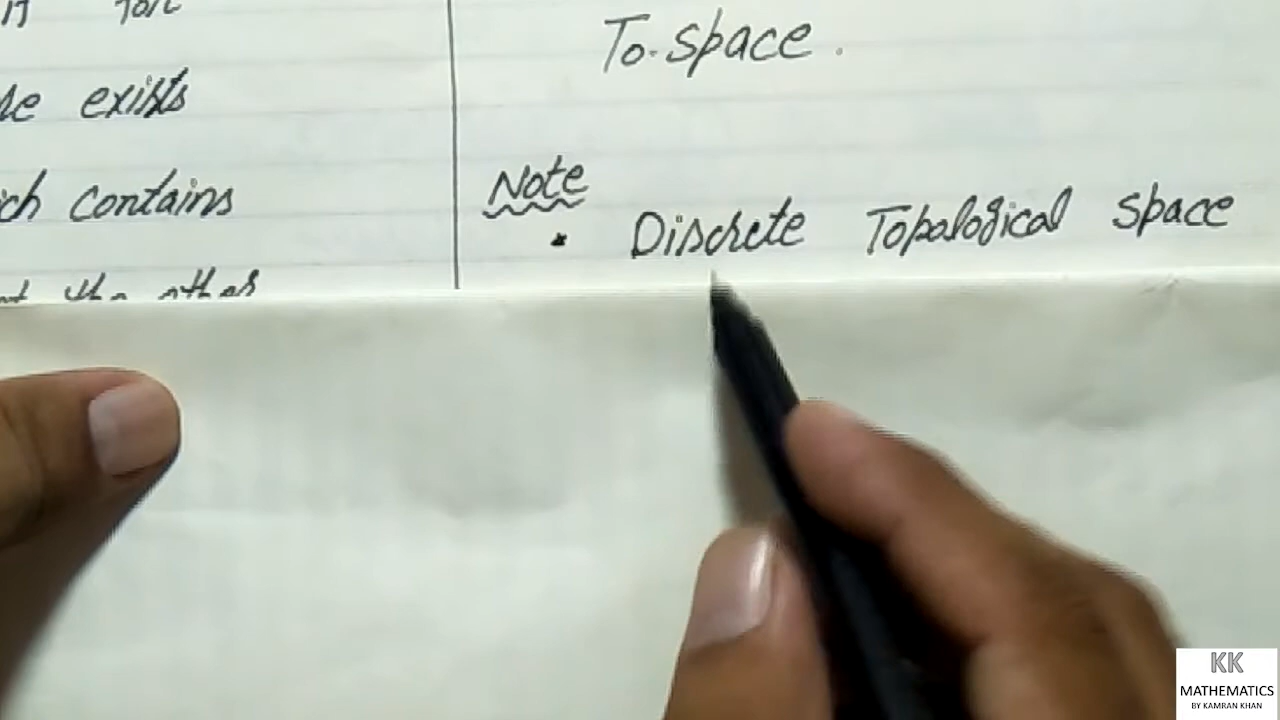 To-space.
exists
contains
Note
• Discrete Topological space
KK
MATHEMATICS
BY KAMRAN KHAN